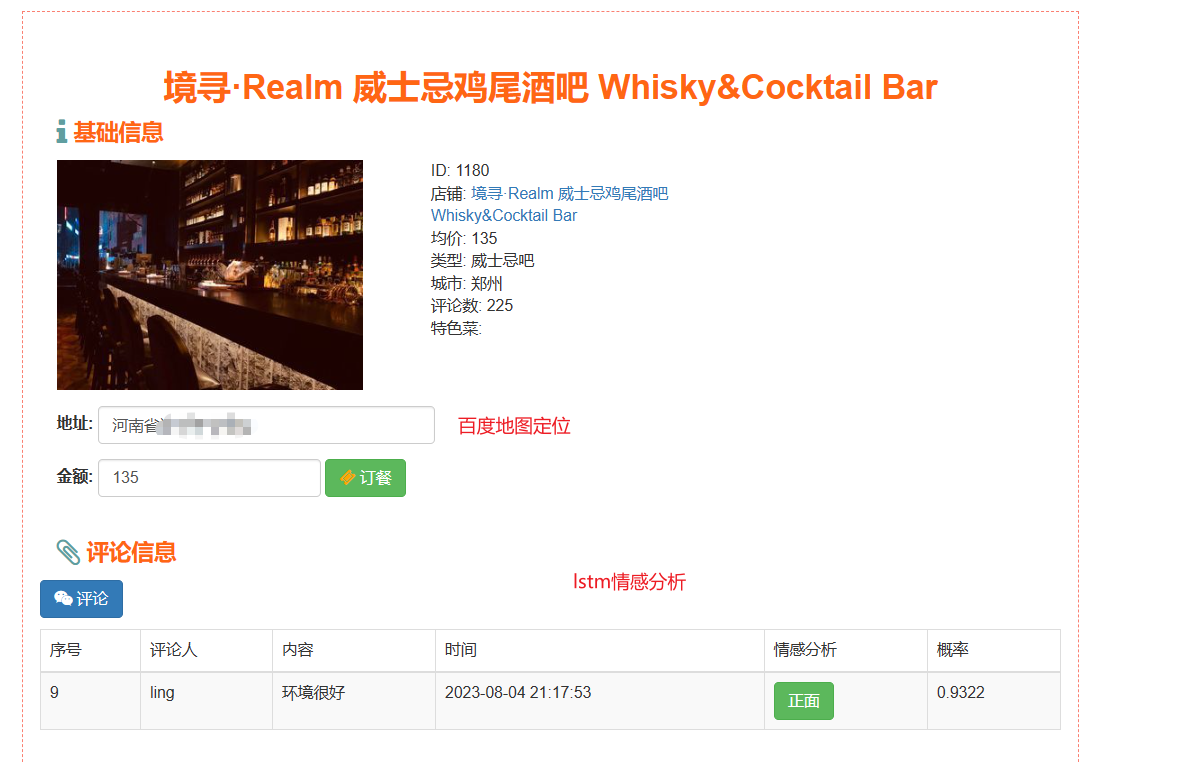 境寻·Realm 威士忌鸡尾酒吧 Whisky&Cocktail Bar
基础信息
ID: 1180
店铺: 境寻·Realm 威士忌鸡尾酒吧
Whisky&Cocktail Bar
均价: 135
类型: 威士忌吧
城市: 郑州
评论数: 225
特色菜:
地址: 河南省
百度地图定位
金额: 135 订餐
评论信息
lstm情感分析
评论
序号 评论人 内容 时间 情感分析 概率
9 ling 环境很好 2023-08-04 21:17:53 正面 0.9322